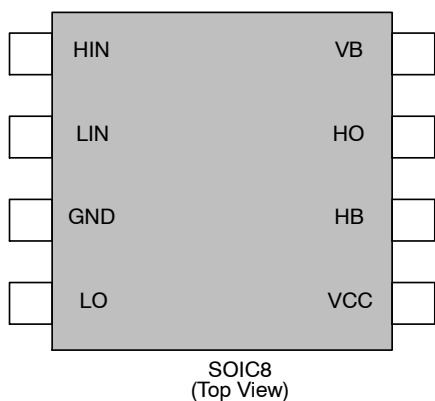 HIN VB
LIN HO
GND HB
LO VCC
SOIC8
(Top View)